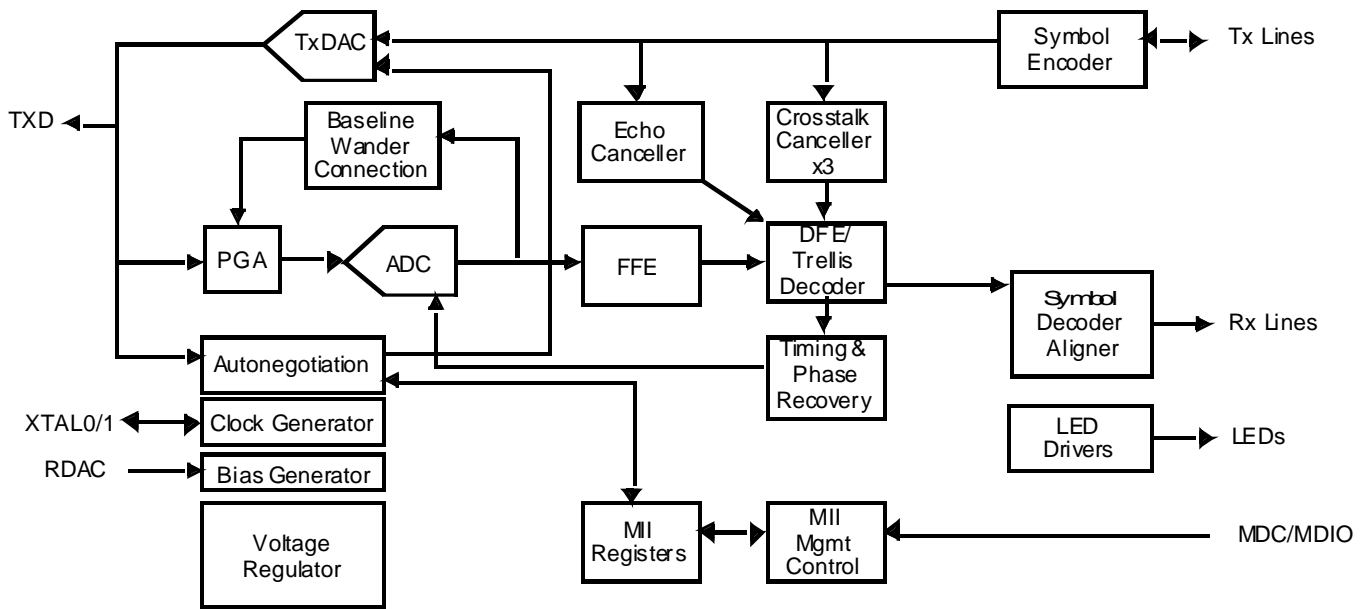 TxDAC
Symbol
Encoder
Tx Lines
TXD
Baseline
Wander
Connection
Echo
Canceller
Crosstalk
Canceller
x3
PGA
ADC
FFE
DFE/
Trellis
Decoder
Symbol
Decoder
Aligner
Rx Lines
Autonegotiation
Timing &
Phase
Recovery
XTAL0/1
Clock Generator
LED
Drivers
LEDs
RDAC
Bias Generator
Voltage
Regulator
MII
Registers
MII
Mgmt
Control
MDC/MDIO